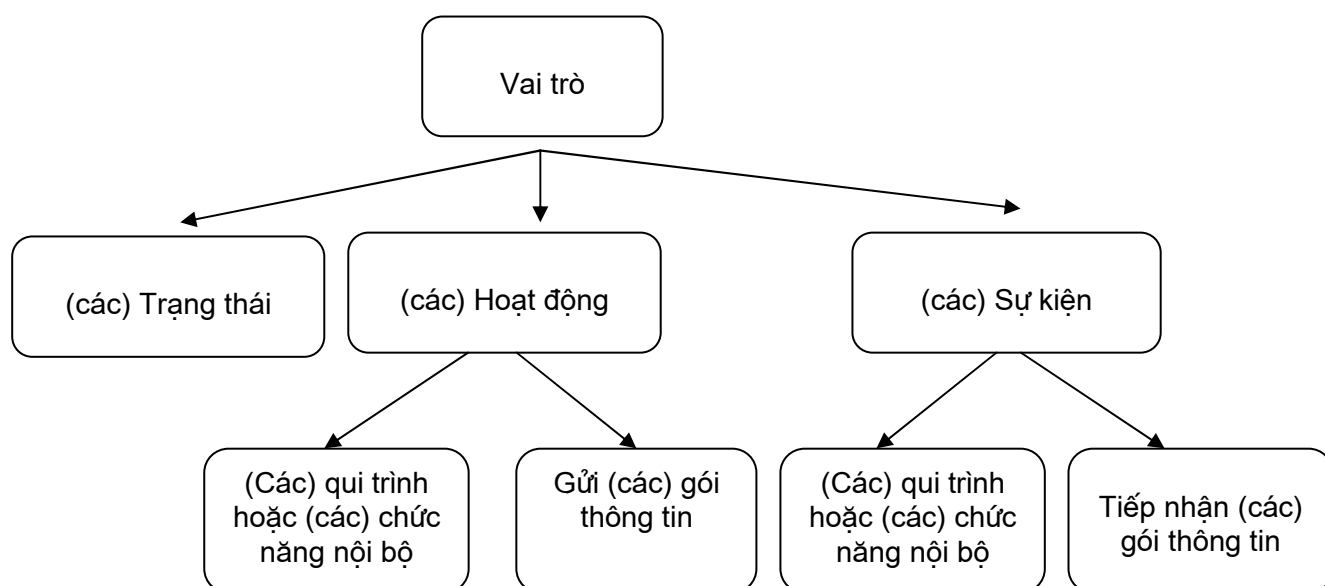 Vai trò
(các) Trạng thái
(các) Hoạt động
(các) Sự kiện
(Các) qui trình
hoặc (các) chức
năng nội bộ
Gửi (các) gói
thông tin
(Các) qui trình
hoặc (các) chức
năng nội bộ
Tiếp nhận (các)
gói thông tin